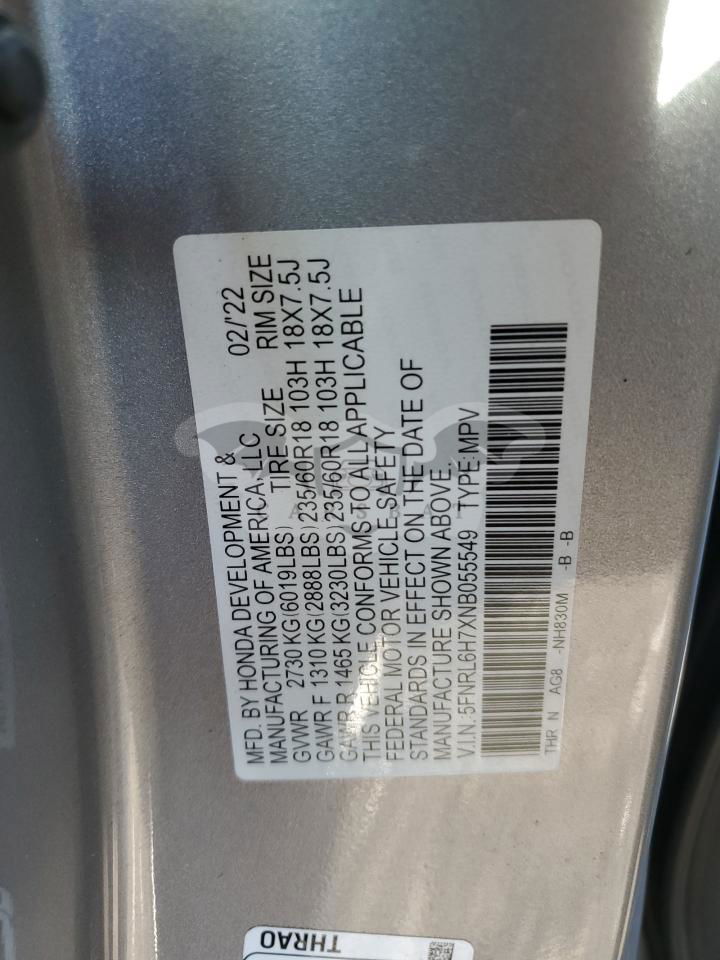 MFD. BY HONDA DEVELOPMENT &
MANUFACTURING OF AMERICA, LLC 02/'22
GVWR 2730 KG(6019LBS) TIRE SIZE RIM SIZE
GAWR F 1310 KG(2888LBS) 235/60R18 103H 18X7.5J
GAWR R 1465 KG(3230LBS) 235/60R18 103H 18X7.5J
THIS VEHICLE CONFORMS TO ALL APPLICABLE
FEDERAL MOTOR VEHICLE SAFETY
STANDARDS IN EFFECT ON THE DATE OF
MANUFACTURE SHOWN ABOVE.
V.I.N.:5FNRL6H7XNB055549 TYPE:MPV
THR N AG8 -NH830M -B -B
THRAO